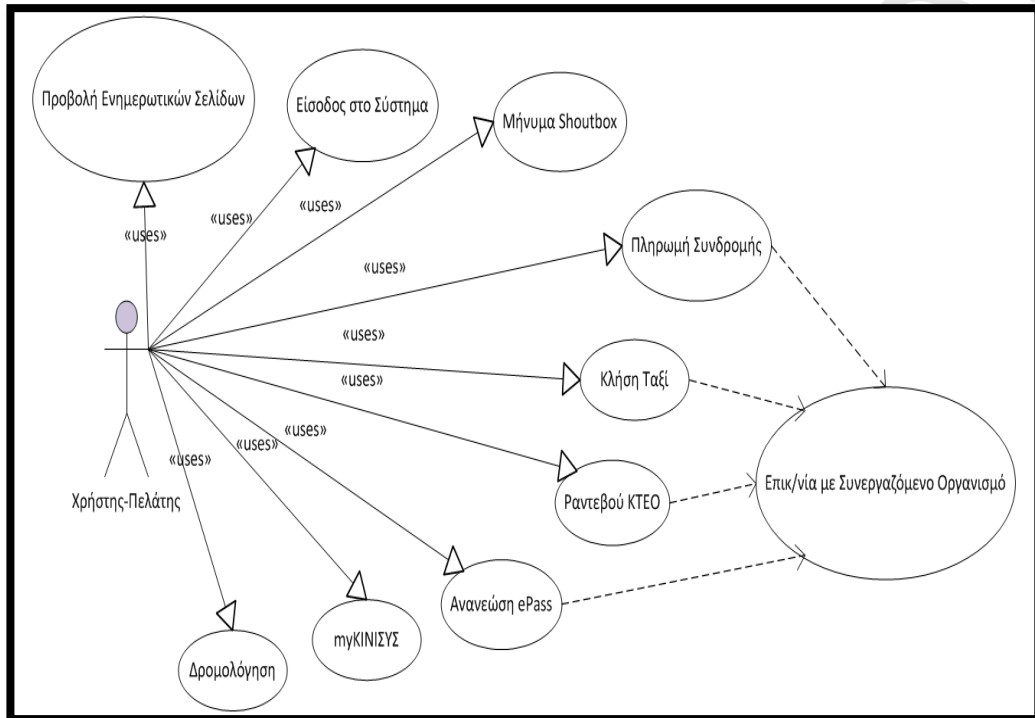 Προβολή Ενημερωτικών Σελίδων
Είσοδος στο Σύστημα
Μήνυμα Shoutbox
«uses»
«uses»
«uses»
Πληρωμή Συνδρομής
«uses»
«uses»
Κλήση Ταξί
«uses»
«uses»
«uses»
«uses»
Επικ/νία με Συνεργαζόμενο Οργανισμό
Ραντεβού ΚΤΕΟ
Χρήστης-Πελάτης
Ανανεώση ePass
myΚΙΝΙΣΥΣ
Δρομολόγηση